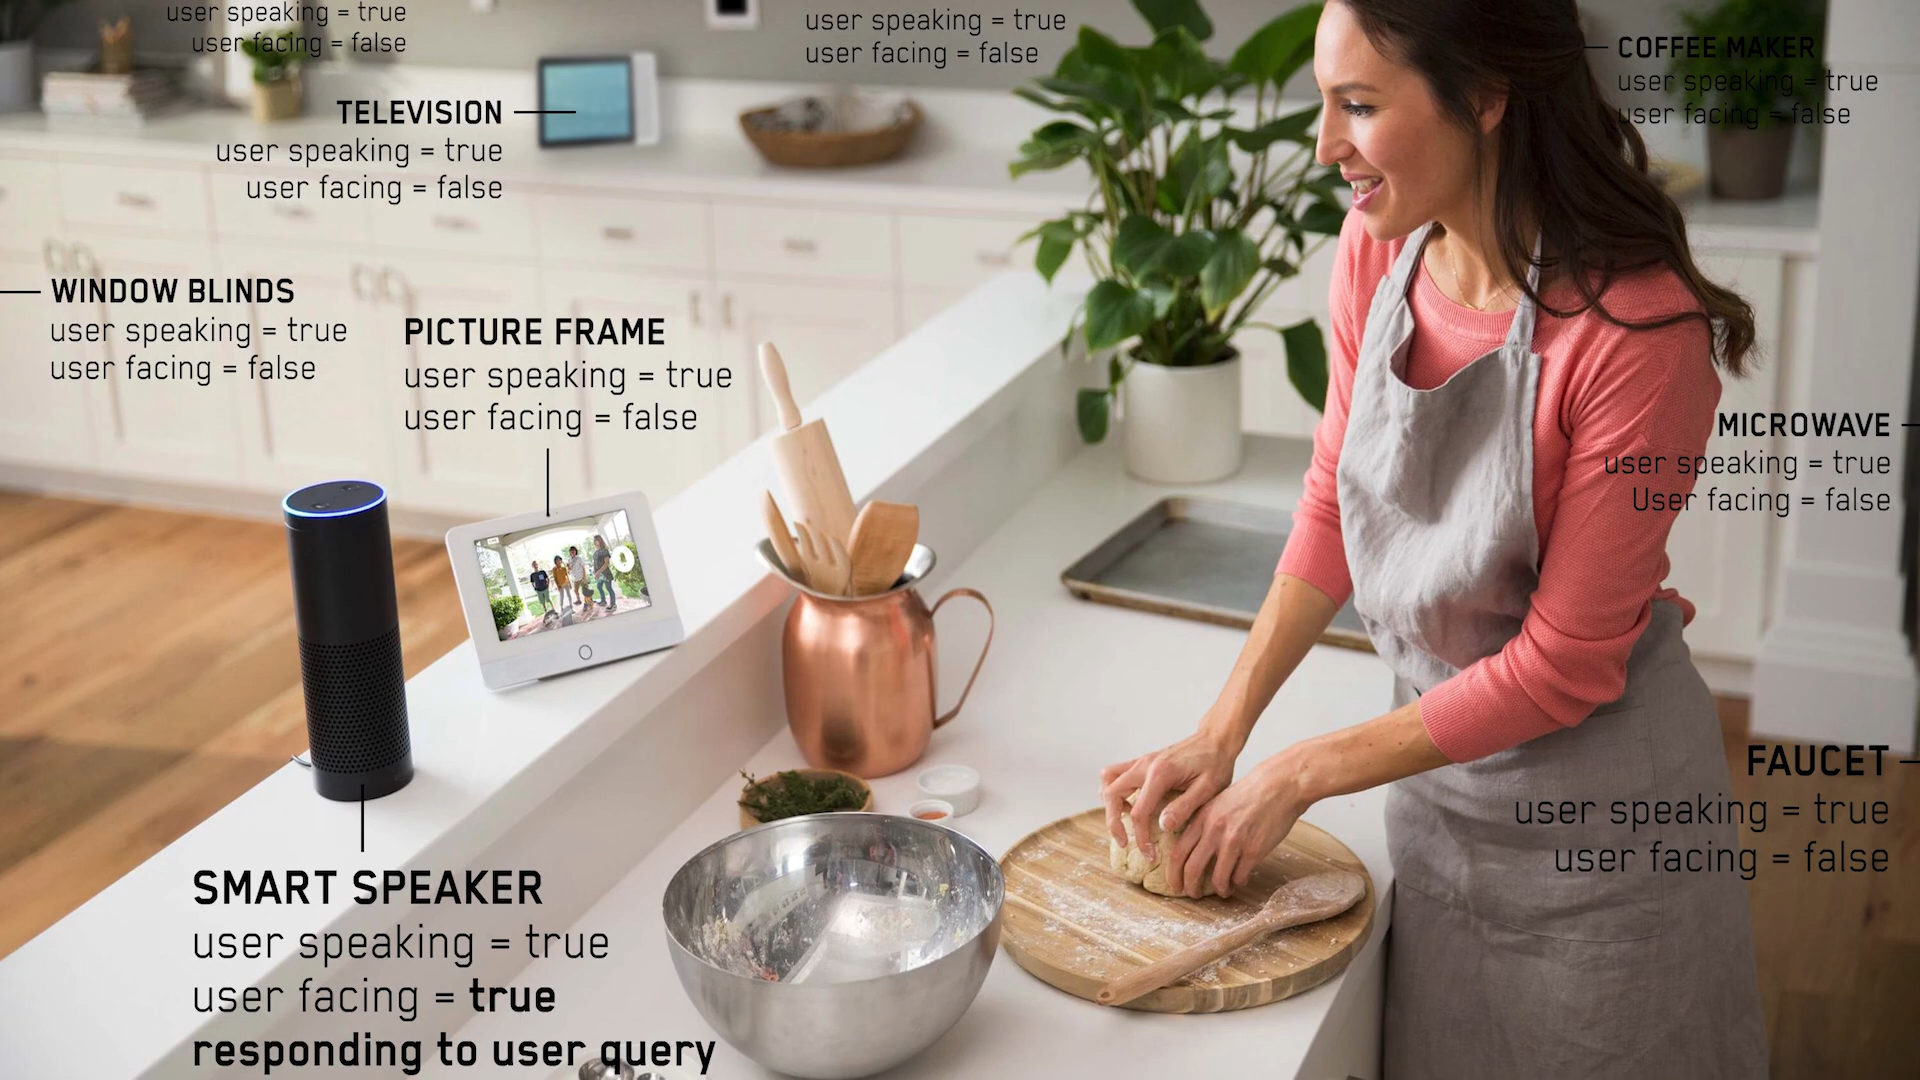 user speaking = true
user facing = false
user speaking = true
user facing = false
COFFEE MAKER
user speaking = true
user facing = false
TELEVISION
user speaking = true
user facing = false
WINDOW BLINDS
user speaking = true
user facing = false
PICTURE FRAME
user speaking = true
user facing = false
MICROWAVE
user speaking = true
User facing = false
FAUCET
user speaking = true
user facing = false
SMART SPEAKER
user speaking = true
user facing = true
responding to user query